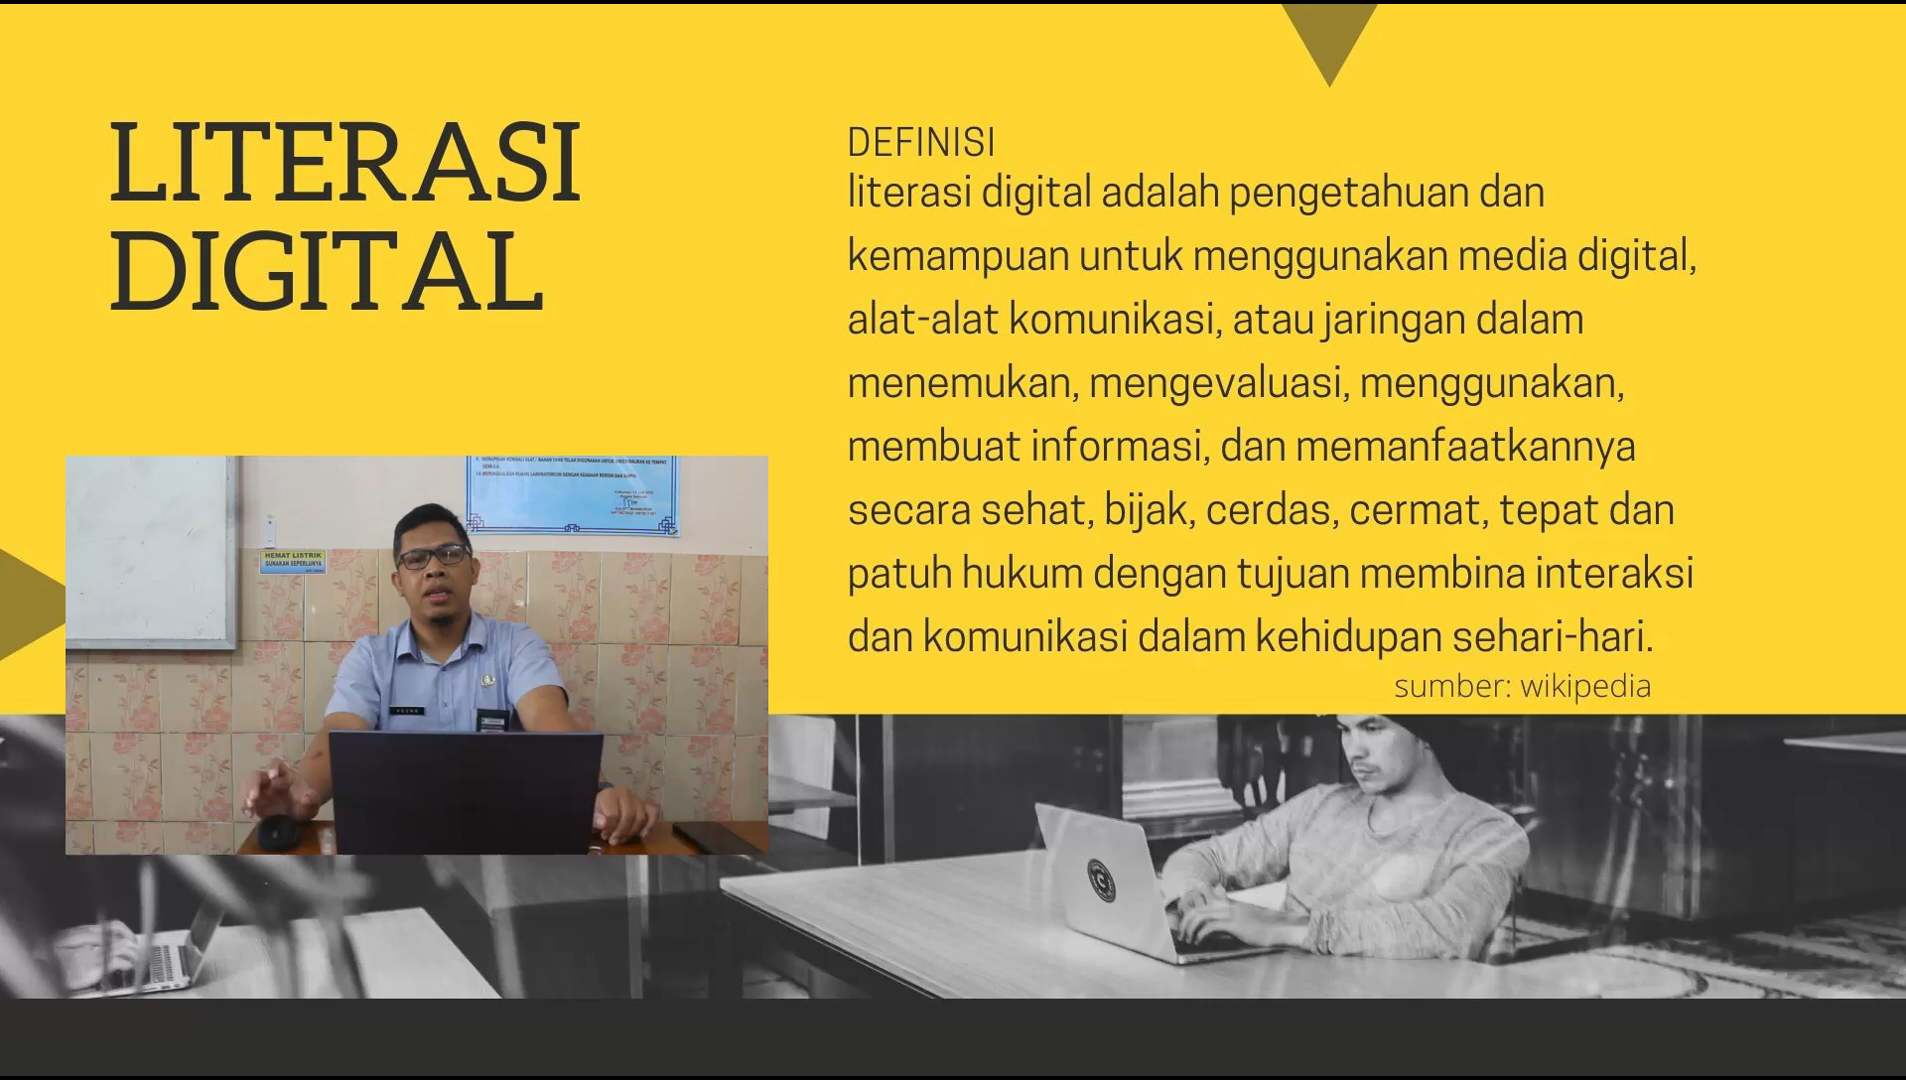 LITERASI
DIGITAL
DEFINISI
literasi digital adalah pengetahuan dan
kemampuan untuk menggunakan media digital,
alat-alat komunikasi, atau jaringan dalam
menemukan, mengevaluasi, menggunakan,
membuat informasi, dan memanfaatkannya
secara sehat, bijak, cerdas, cermat, tepat dan
patuh hukum dengan tujuan membina interaksi
dan komunikasi dalam kehidupan sehari-hari.
sumber: wikipedia
HEMAT LISTRIK
GUNAKAN SEPERLUNYA